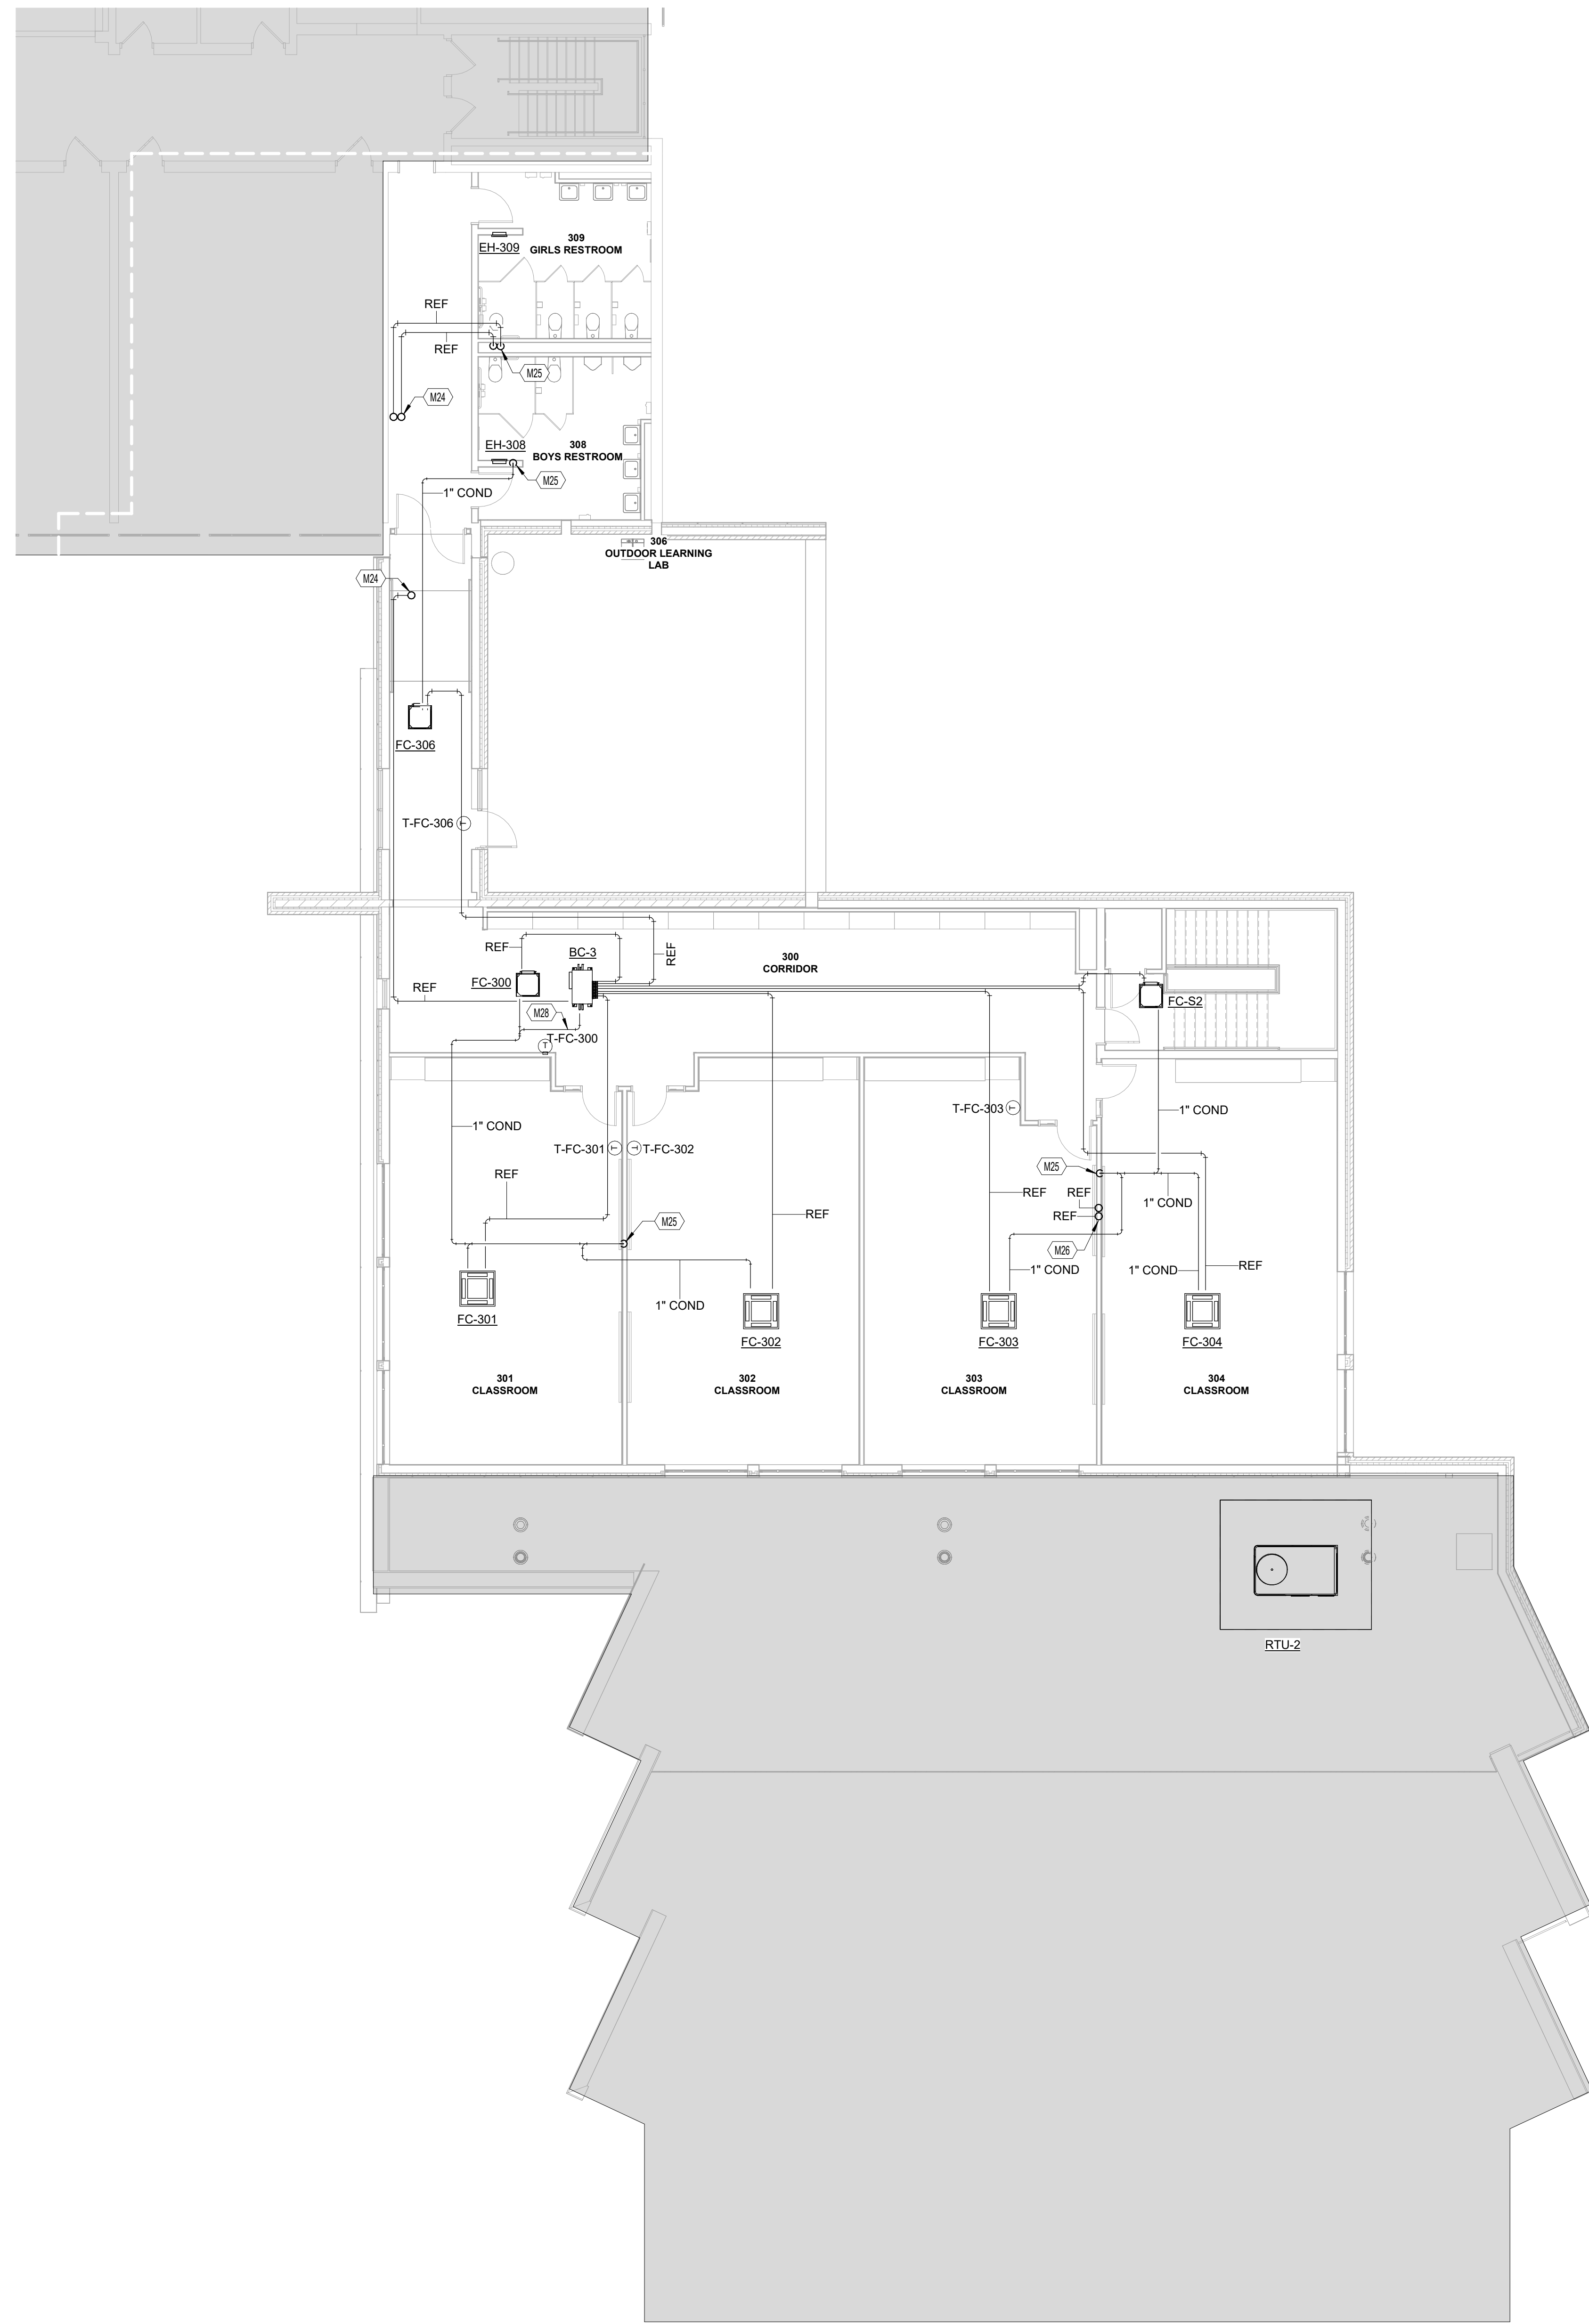 309
GIRLS RESTROOM
EH-309
REF
REF
M25
M24
EH-308
308
BOYS RESTROOM
M25
1" COND
306
OUTDOOR LEARNING
LAB
M24
FC-306
T-FC-306 T
REF
BC-3
REF
300
CORRIDOR
FC-300
REF
FC-S2
M28
T-FC-300
T
T-FC-303 T
1" COND
1" COND
T-FC-301 T
T T-FC-302
M25
REF
REF
REF
1" COND
REF
REF
M25
M26
1" COND
1" COND
REF
1" COND
FC-301
FC-302
FC-303
FC-304
301
CLASSROOM
302
CLASSROOM
303
CLASSROOM
304
CLASSROOM
RTU-2